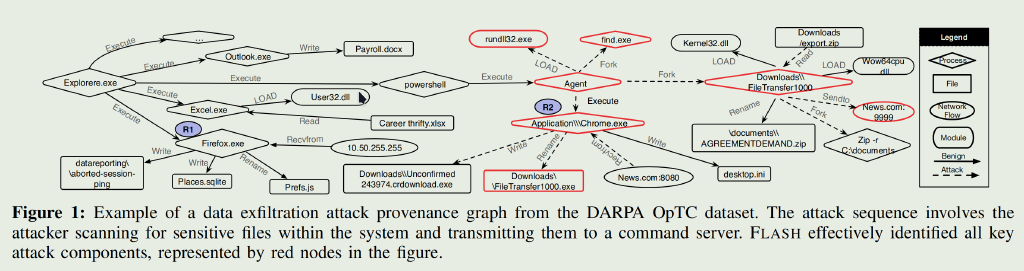 Explorere.exe
Execute
...
Execute
Outlook.exe
Write
Payroll.docx
Execute
powershell
Execute
Execute
Excel.exe
LOAD
User32.dll
Read
Career thrifty.xlsx
Execute
R1
Firefox.exe
Recvfrom
10.50.255.255
Write
datareporting\
\aborted-session-
ping
Write
Places.sqlite
Rename
Prefs.js
rundll32.exe
LOAD
find.exe
Fork
Agent
Execute
R2
Application\\\Chrome.exe
Write
Downloads\\Unconfirmed
243974.crdownload.exe
Rename
Downloads\
\FileTransfer1000.exe
Recvfrom
News.com:8080
Write
desktop.ini
Fork
Kernel32.dll
LOAD
Downloads
/export.zip
Read
Downloads\\
FileTransfer1000
LOAD
Wow64cpu
dll
Sendto
News.com:
9999
Rename
\documents\\
AGREEMENTDEMAND.zip
Fork
Zip -r
C:\documents
Legend
Process
File
Network
Flow
Module
Benign
Attack
Figure 1: Example of a data exfiltration attack provenance graph from the DARPA OpTC dataset. The attack sequence involves the
attacker scanning for sensitive files within the system and transmitting them to a command server. FLASH effectively identified all key
attack components, represented by red nodes in the figure.